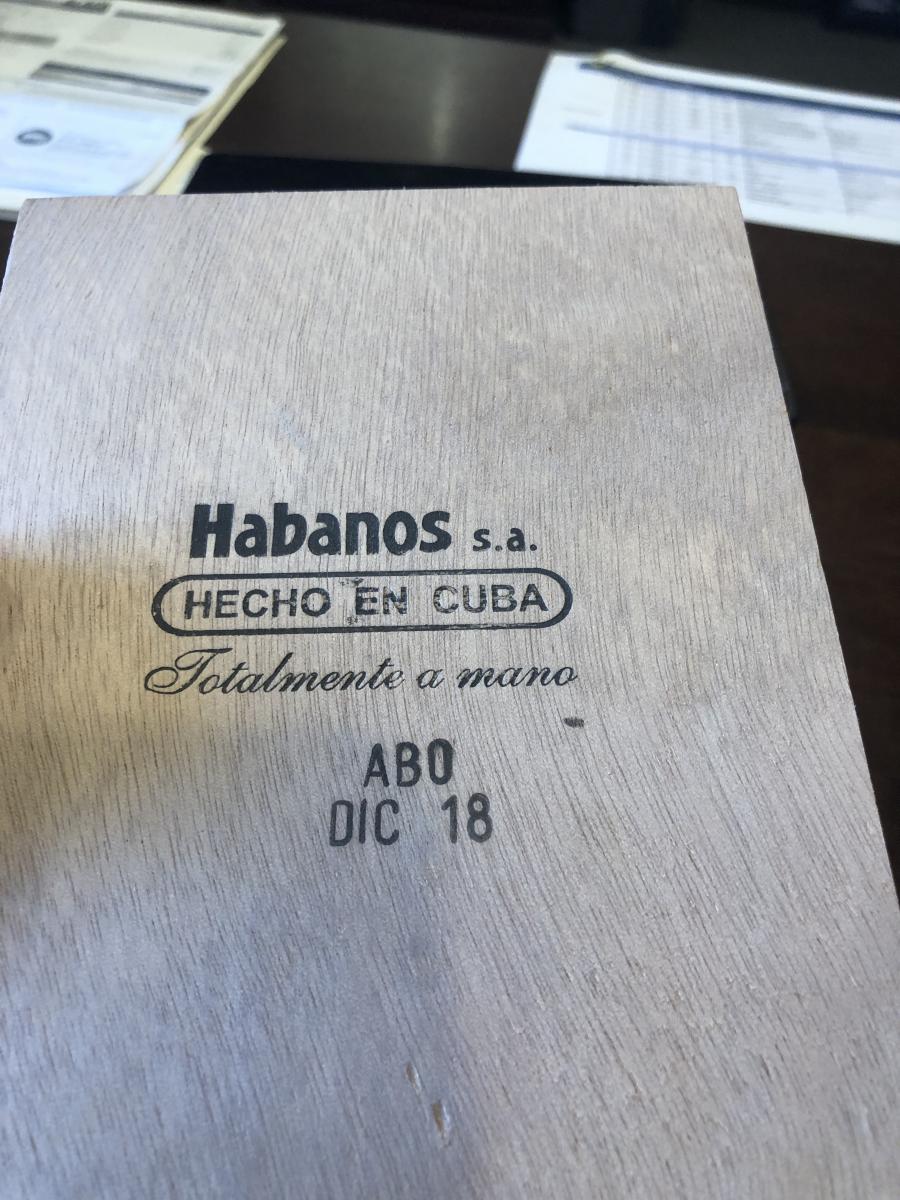 Habanos s.a.
HECHO EN CUBA
Totalmente a mano
ABO
DIC 18